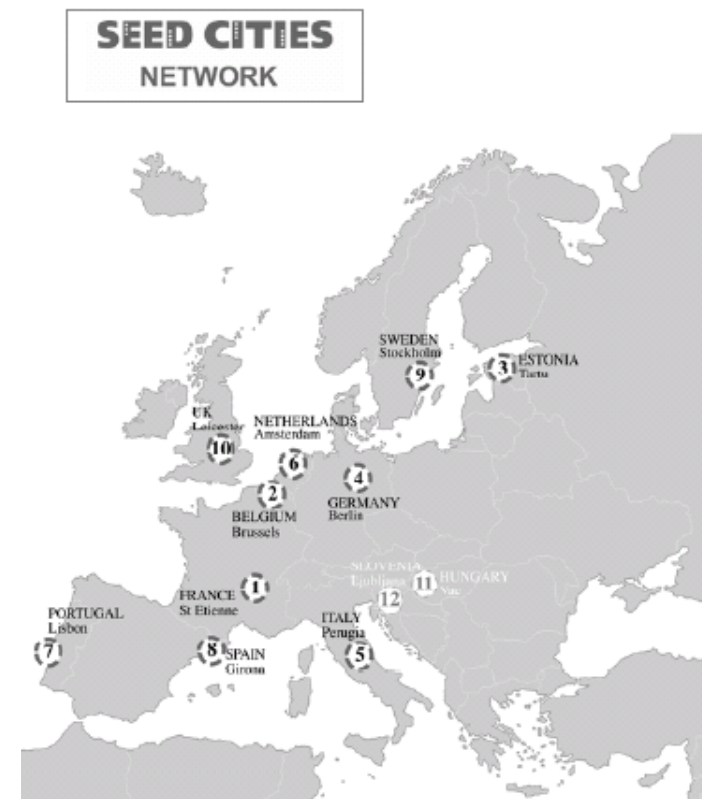 SEED CITIES
NETWORK
SWEDEN
Stockholm
9
3
ESTONIA
Tartu
UK
Leicester
10
NETHERLANDS
Amsterdam
6
4
2
GERMANY
Berlin
BELGIUM
Brussels
SLOVENIA
Ljubljana
11
HUNGARY
Vac
12
1
FRANCE
St Etienne
ITALY
Perugia
5
PORTUGAL
Lisbon
7
8
SPAIN
Girona